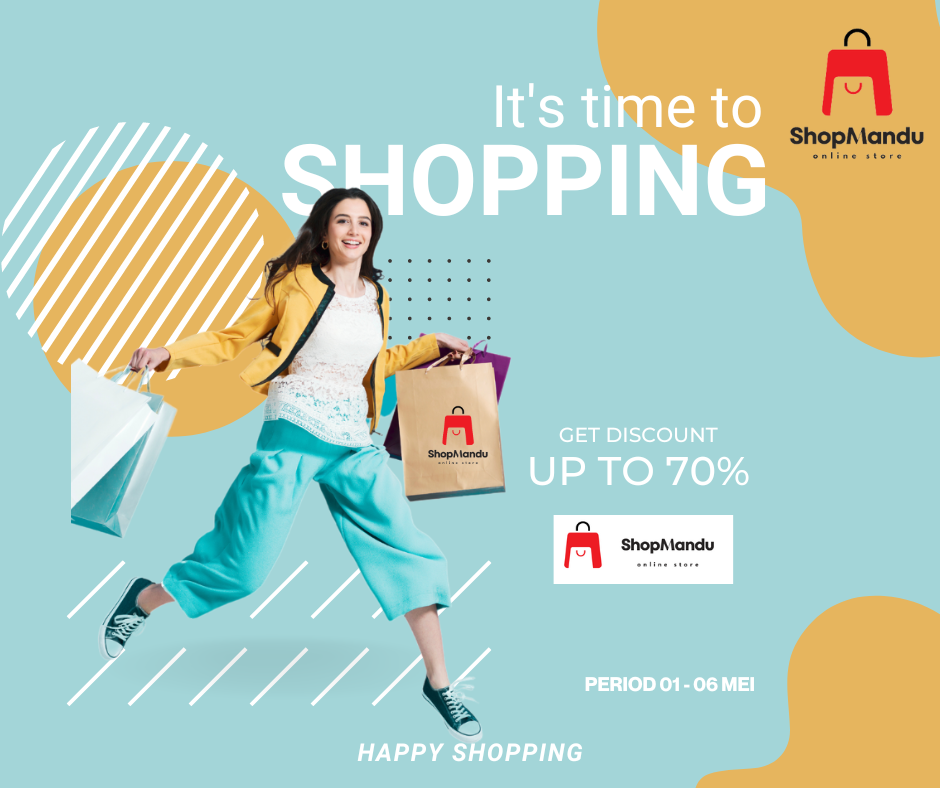 It's time to
SHOPPING
ShopMandu
online store
ShopMandu
online store
GET DISCOUNT
UP TO 70%
ShopMandu
online store
PERIOD 01 - 06 MEI
HAPPY SHOPPING